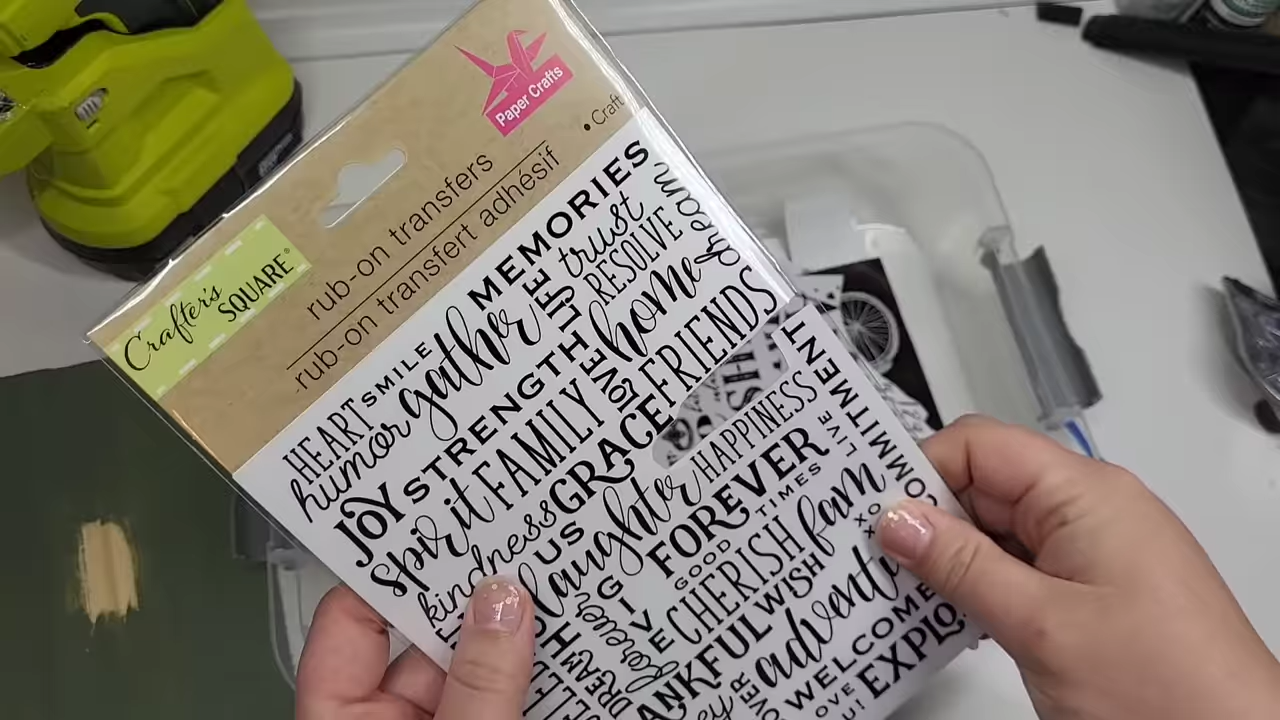 Paper Crafts
• Craft
Crafter's
SQUARE®
rub-on transfers
rub-on transfert adhésif
MEMORIES
HEART SMILE gather LIFE trust
RESOLVE dream
humor STRENGTH LOVE home
JOY FAMILY FRIENDS
spirit GRACE
kindness
US laughter HAPPINESS COMMITMENT
FOREVER LIVE
GOOD TIMES
GIVE CHERISH fam XO
forever WISH
DREAM
WELCOME
EXPLO